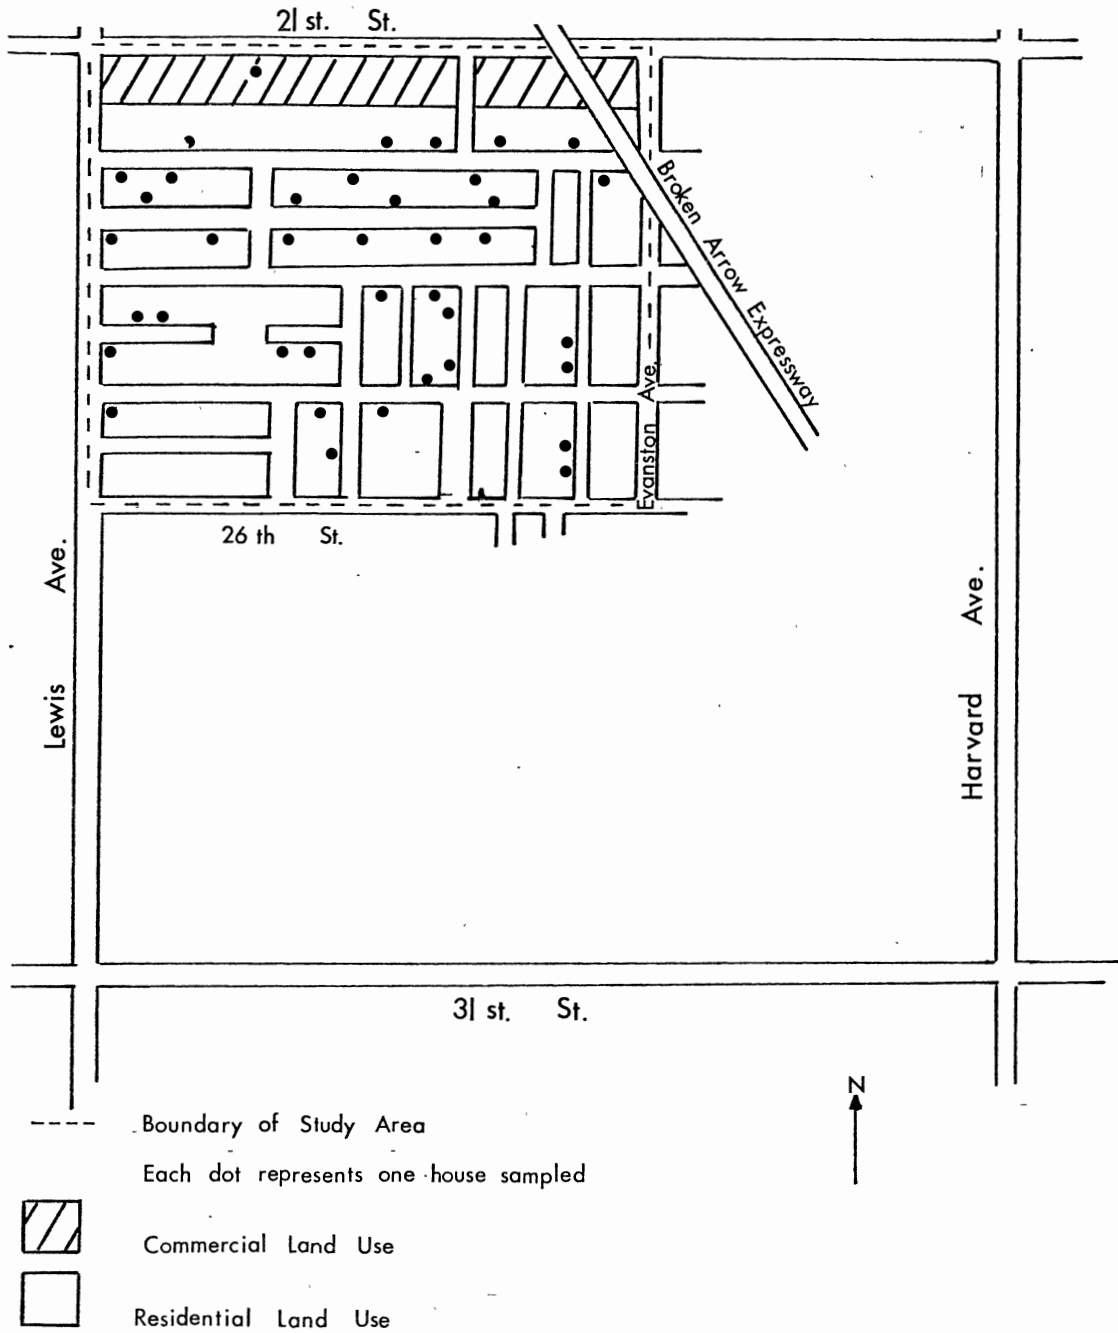 21 st. St.
Broken Arrow Expressway
Evanston Ave.
26 th St.
Lewis Ave.
Harvard Ave.
31 st. St.
N
Boundary of Study Area
Each dot represents one house sampled
Commercial Land Use
Residential Land Use